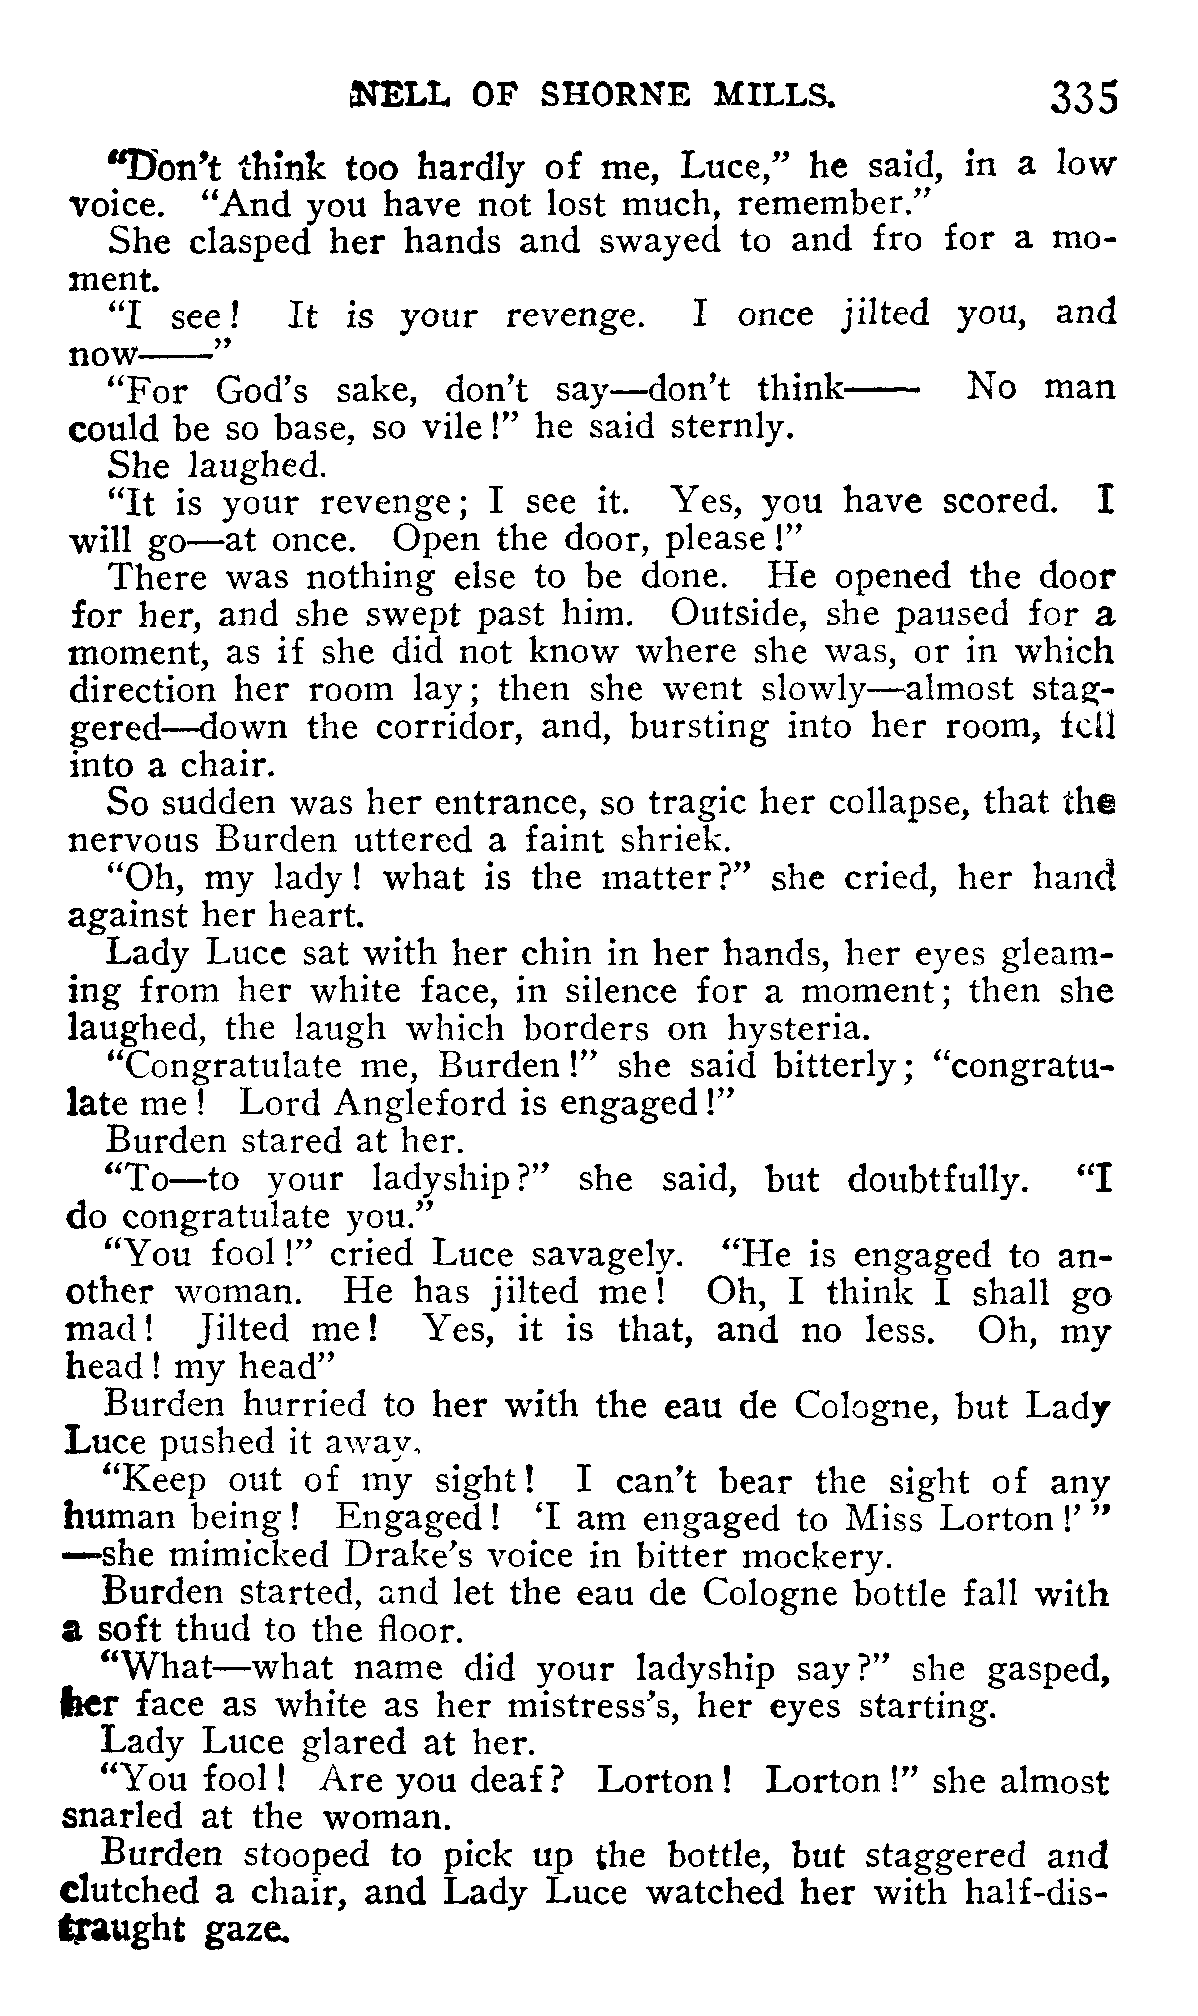 NELL OF SHORNE MILLS. 335
"Don't think too hardly of me, Luce," he said, in a low
voice. "And you have not lost much, remember."
She clasped her hands and swayed to and fro for a mo-
ment.
"I see! It is your revenge. I once jilted you, and
now——"
"For God's sake, don't say—don't think—— No man
could be so base, so vile!" he said sternly.
She laughed.
"It is your revenge; I see it. Yes, you have scored. I
will go—at once. Open the door, please!"
There was nothing else to be done. He opened the door
for her, and she swept past him. Outside, she paused for a
moment, as if she did not know where she was, or in which
direction her room lay; then she went slowly—almost stag-
gered—down the corridor, and, bursting into her room, fell
into a chair.
So sudden was her entrance, so tragic her collapse, that the
nervous Burden uttered a faint shriek.
"Oh, my lady! what is the matter?" she cried, her hand
against her heart.
Lady Luce sat with her chin in her hands, her eyes gleam-
ing from her white face, in silence for a moment; then she
laughed, the laugh which borders on hysteria.
"Congratulate me, Burden!" she said bitterly; "congratu-
late me! Lord Angleford is engaged!"
Burden stared at her.
"To—to your ladyship?" she said, but doubtfully. "I
do congratulate you."
"You fool!" cried Luce savagely. "He is engaged to an-
other woman. He has jilted me! Oh, I think I shall go
mad! Jilted me! Yes, it is that, and no less. Oh, my
head! my head"
Burden hurried to her with the eau de Cologne, but Lady
Luce pushed it away.
"Keep out of my sight! I can't bear the sight of any
human being! Engaged! 'I am engaged to Miss Lorton!' "
—she mimicked Drake's voice in bitter mockery.
Burden started, and let the eau de Cologne bottle fall with
a soft thud to the floor.
"What—what name did your ladyship say?" she gasped,
her face as white as her mistress's, her eyes starting.
Lady Luce glared at her.
"You fool! Are you deaf? Lorton! Lorton!" she almost
snarled at the woman.
Burden stooped to pick up the bottle, but staggered and
clutched a chair, and Lady Luce watched her with half-dis-
traught gaze.